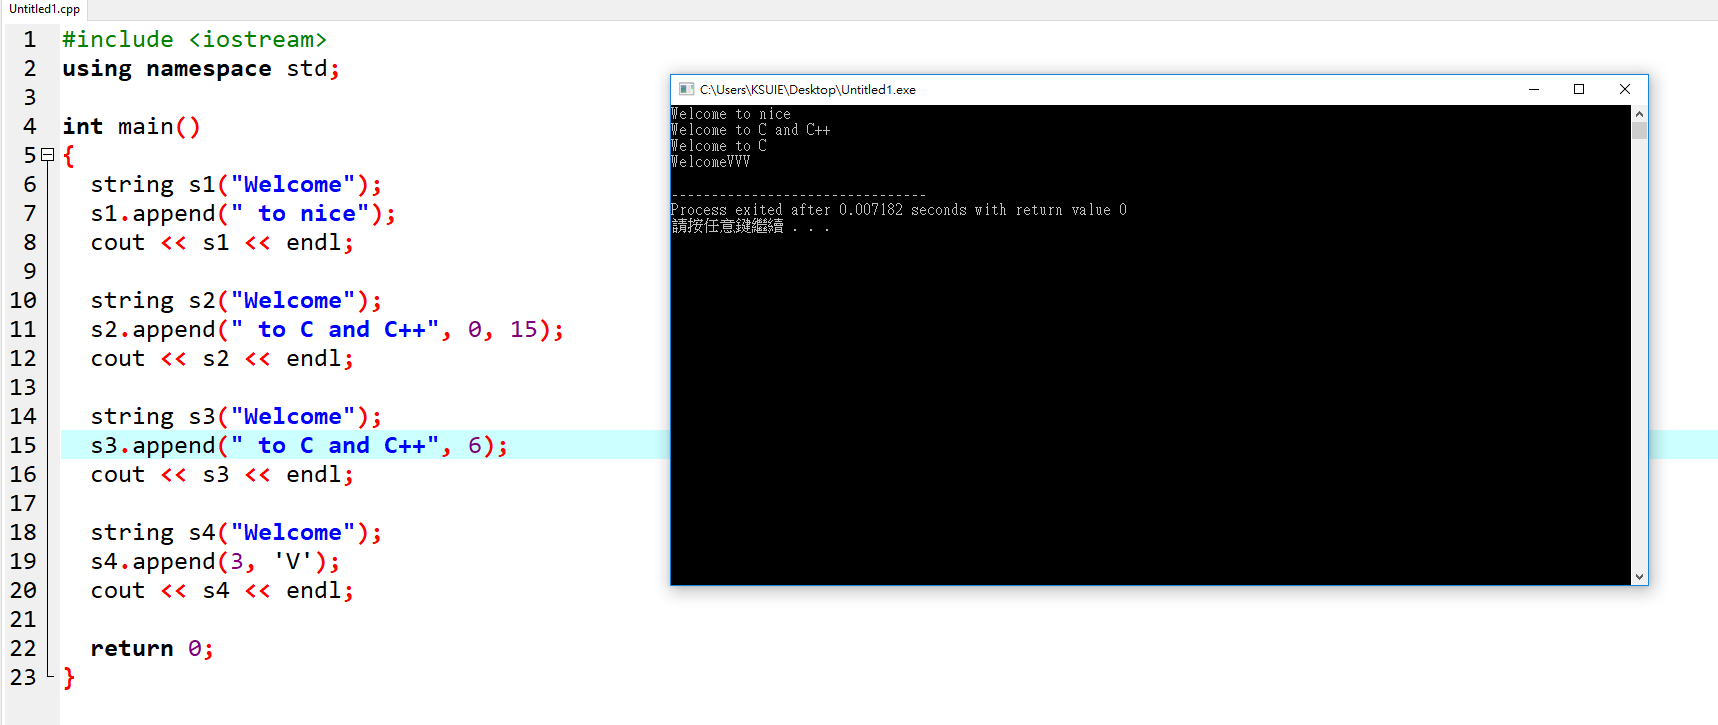 Untitled1.cpp
1 #include <iostream>
2 using namespace std;
3
4 int main()
5 {
6 string s1("Welcome");
7 s1.append(" to nice");
8 cout << s1 << endl;
9
10 string s2("Welcome");
11 s2.append(" to C and C++", 0, 15);
12 cout << s2 << endl;
13
14 string s3("Welcome");
15 s3.append(" to C and C++", 6);
16 cout << s3 << endl;
17
18 string s4("Welcome");
19 s4.append(3, 'V');
20 cout << s4 << endl;
21
22 return 0;
23 }
C:\Users\KSUIE\Desktop\Untitled1.exe
Welcome to nice
Welcome to C and C++
Welcome to C
WelcomeVVV
--------------------------------
Process exited after 0.007182 seconds with return value 0
請按任意鍵繼續 . . .